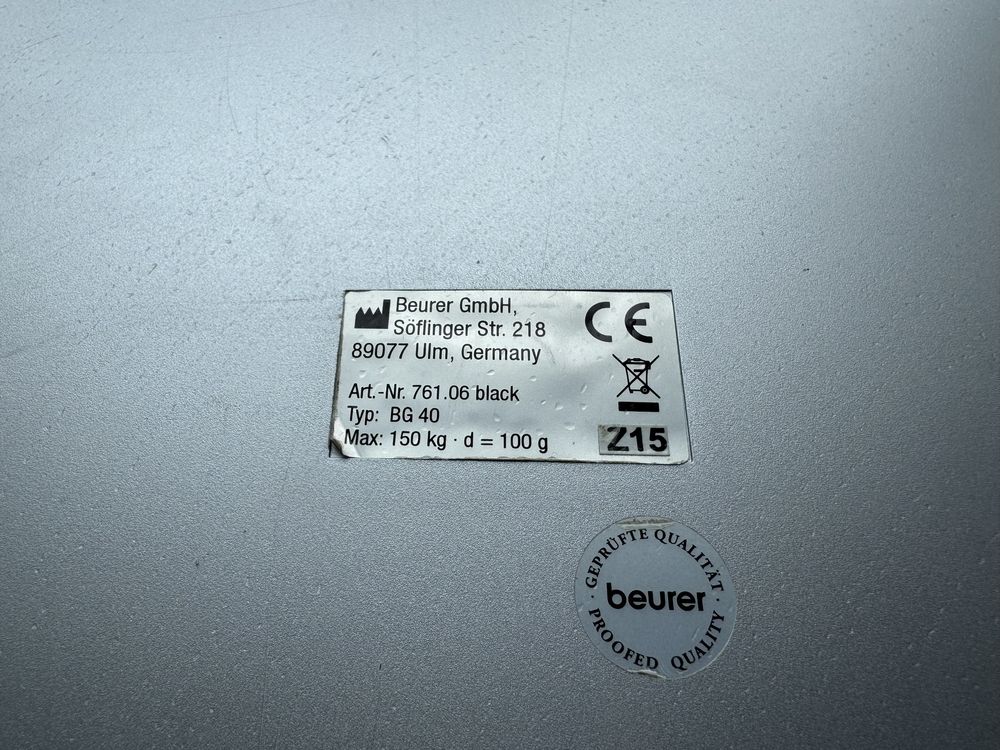 Beurer GmbH,
Söflinger Str. 218
89077 Ulm, Germany
Art.-Nr. 761.06 black
Typ: BG 40
Max: 150 kg · d = 100 g
CE
Z15
· GEPRÜFTE QUALITÄT ·
beurer
PROOFED QUALITY